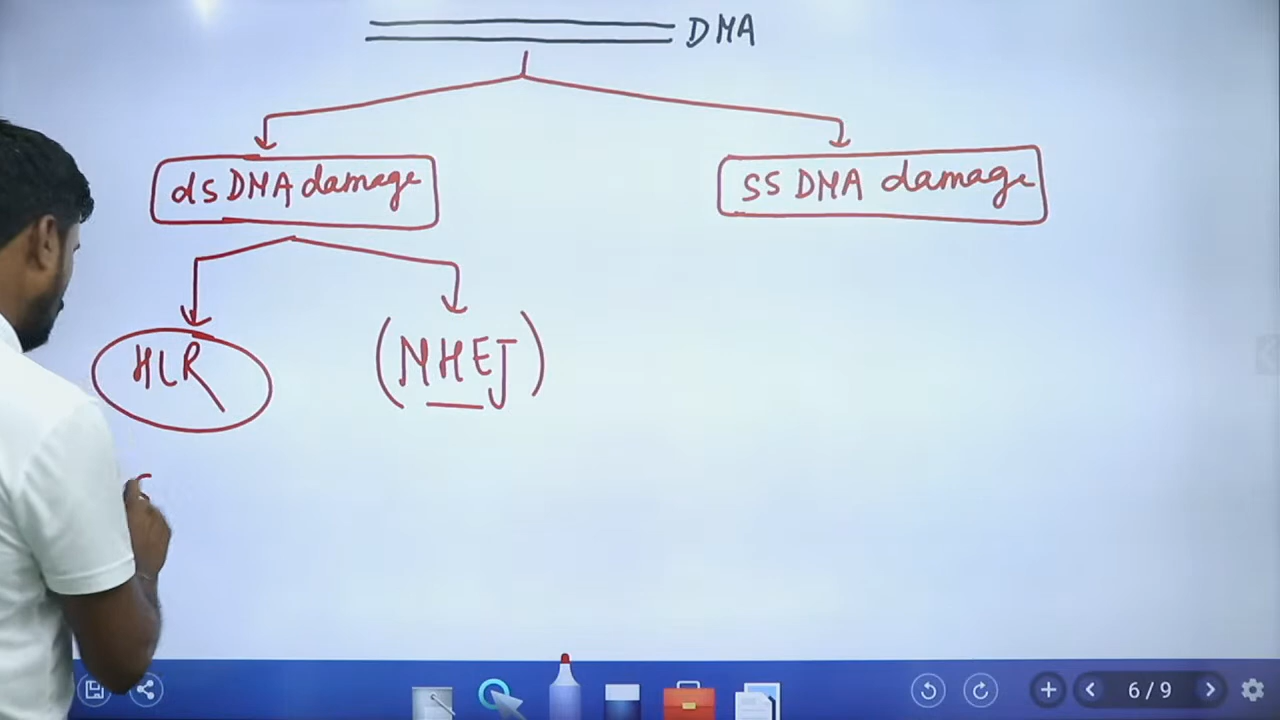 DNA
ds DNA damage
SS DNA damage
HLR
(NHEJ)
6/9